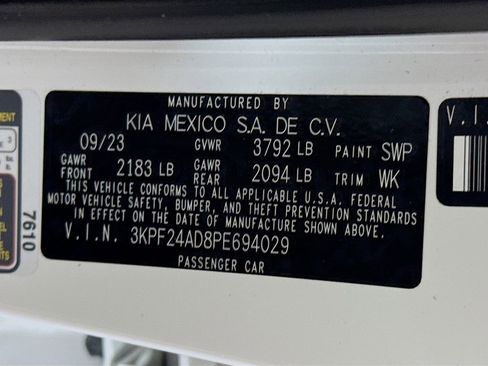 MANUFACTURED BY
KIA MEXICO S.A. DE C.V.
09/23 GVWR 3792 LB PAINT SWP
GAWR FRONT 2183 LB GAWR REAR 2094 LB TRIM WK
THIS VEHICLE CONFORMS TO ALL APPLICABLE U.S.A. FEDERAL
MOTOR VEHICLE SAFETY, BUMPER, AND THEFT PREVENTION STANDARDS
IN EFFECT ON THE DATE OF MANUFACTURE SHOWN ABOVE.
V.I.N. 3KPF24AD8PE694029
PASSENGER CAR
7610
MENT
3
V.I.